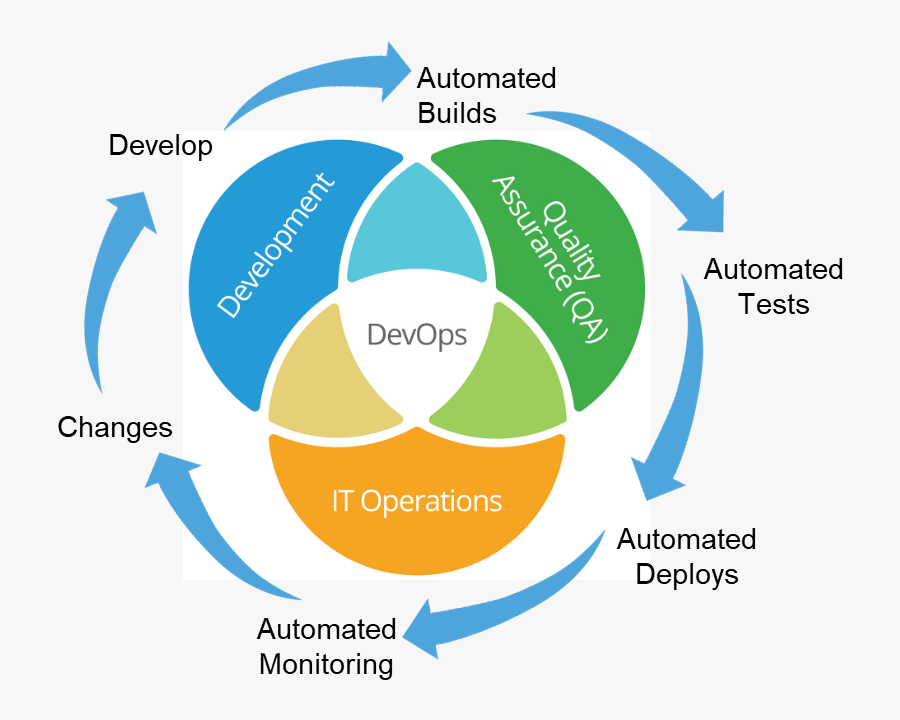 Automated
Builds
Develop
Development
Quality
Assurance (QA)
Automated
Tests
DevOps
Changes
IT Operations
Automated
Deploys
Automated
Monitoring